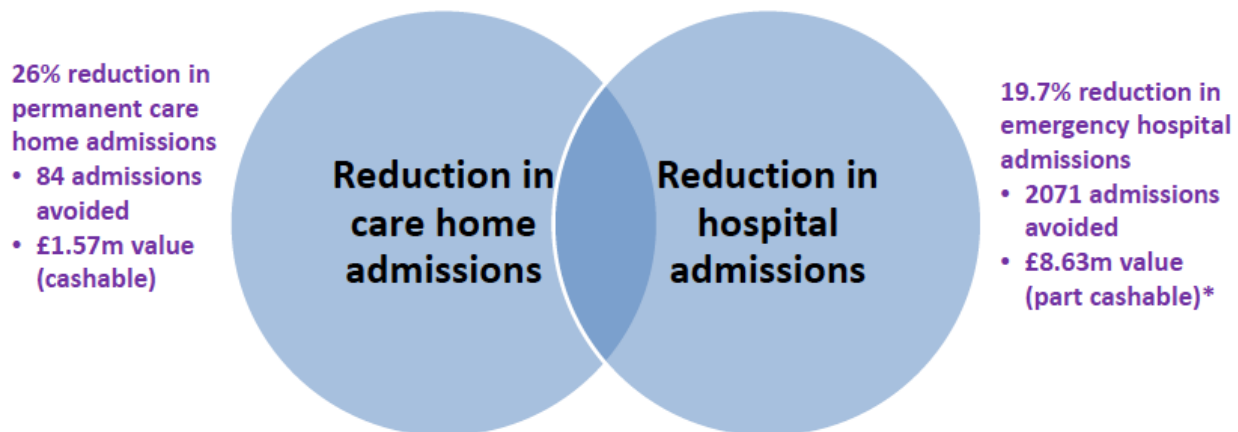 26% reduction in
permanent care
home admissions
• 84 admissions
avoided
• £1.57m value
(cashable)
Reduction in
care home
admissions
Reduction in
hospital
admissions
19.7% reduction in
emergency hospital
admissions
• 2071 admissions
avoided
• £8.63m value
(part cashable)*